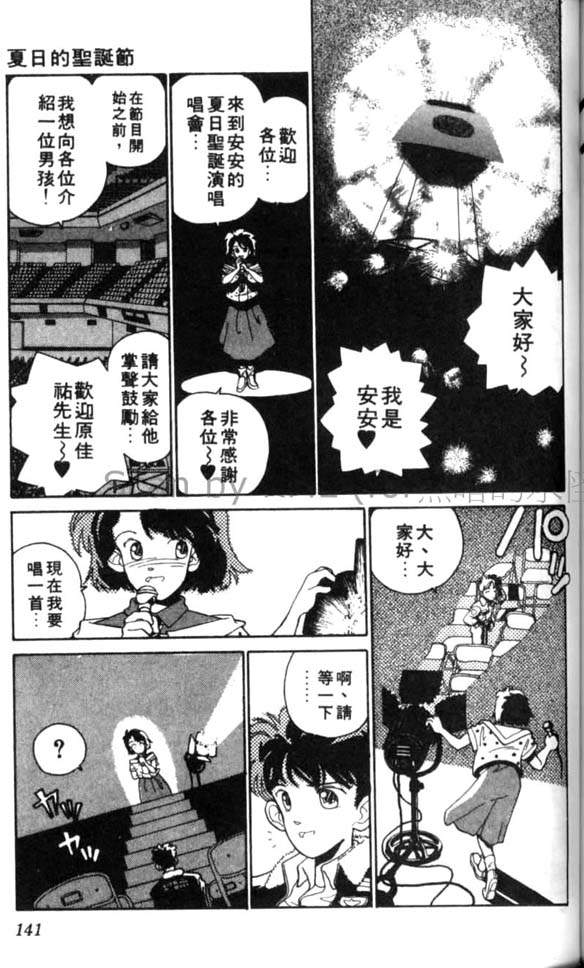 夏日的聖誕節
大家好～
我是
安安～♥
歡迎
各位…
來到安安的
夏日聖誕演唱
唱會…
非常感謝
各位～♥
在節目開
始之前，
我想向各位介
紹一位男孩！
請大家給他
掌聲鼓勵…
歡迎原佳
祐先生～♥
大、大
家好…
現在我要
唱一首…
啊、請
等一下
……
？
141